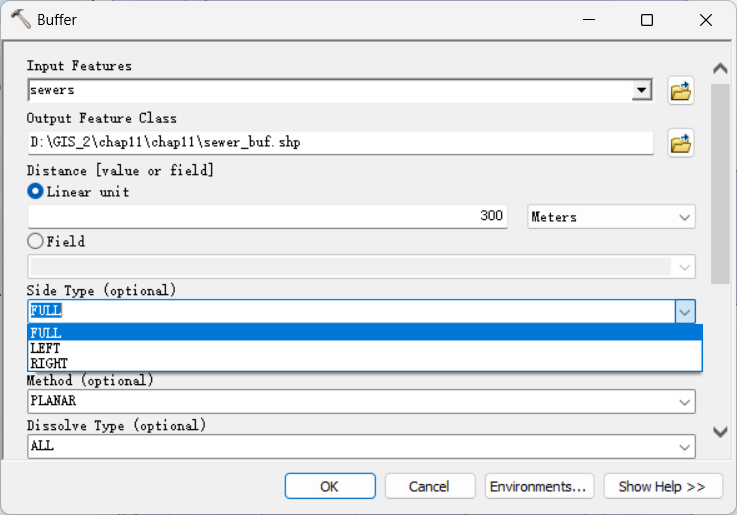 Buffer
Input Features
sewers
Output Feature Class
D:\GIS_2\chap11\chap11\sewer_buf.shp
Distance [value or field]
Linear unit
300 Meters
Field
Side Type (optional)
FULL
FULL
LEFT
RIGHT
Method (optional)
PLANAR
Dissolve Type (optional)
ALL
OK Cancel Environments... Show Help >>